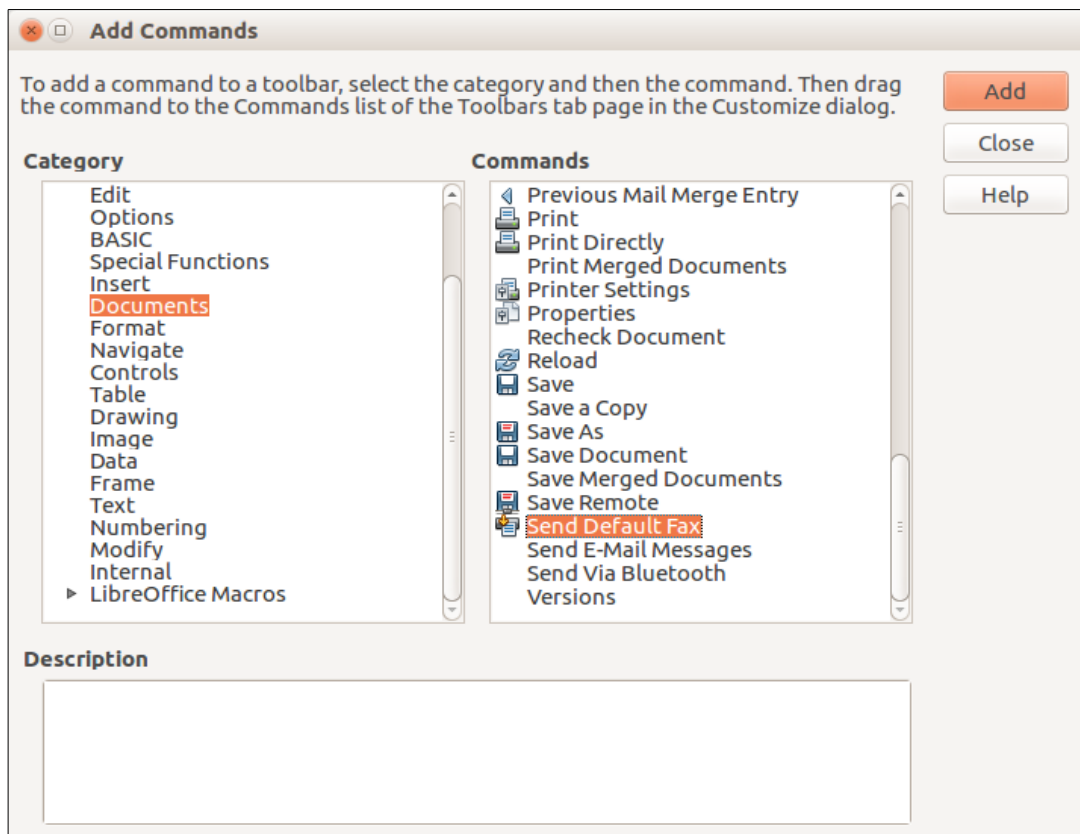 Add Commands
To add a command to a toolbar, select the category and then the command. Then drag
the command to the Commands list of the Toolbars tab page in the Customize dialog.
Add
Close
Help
Category
Edit
Options
BASIC
Special Functions
Insert
Documents
Format
Navigate
Controls
Table
Drawing
Image
Data
Frame
Text
Numbering
Modify
Internal
LibreOffice Macros
Commands
Previous Mail Merge Entry
Print
Print Directly
Print Merged Documents
Printer Settings
Properties
Recheck Document
Reload
Save
Save a Copy
Save As
Save Document
Save Merged Documents
Save Remote
Send Default Fax
Send E-Mail Messages
Send Via Bluetooth
Versions
Description